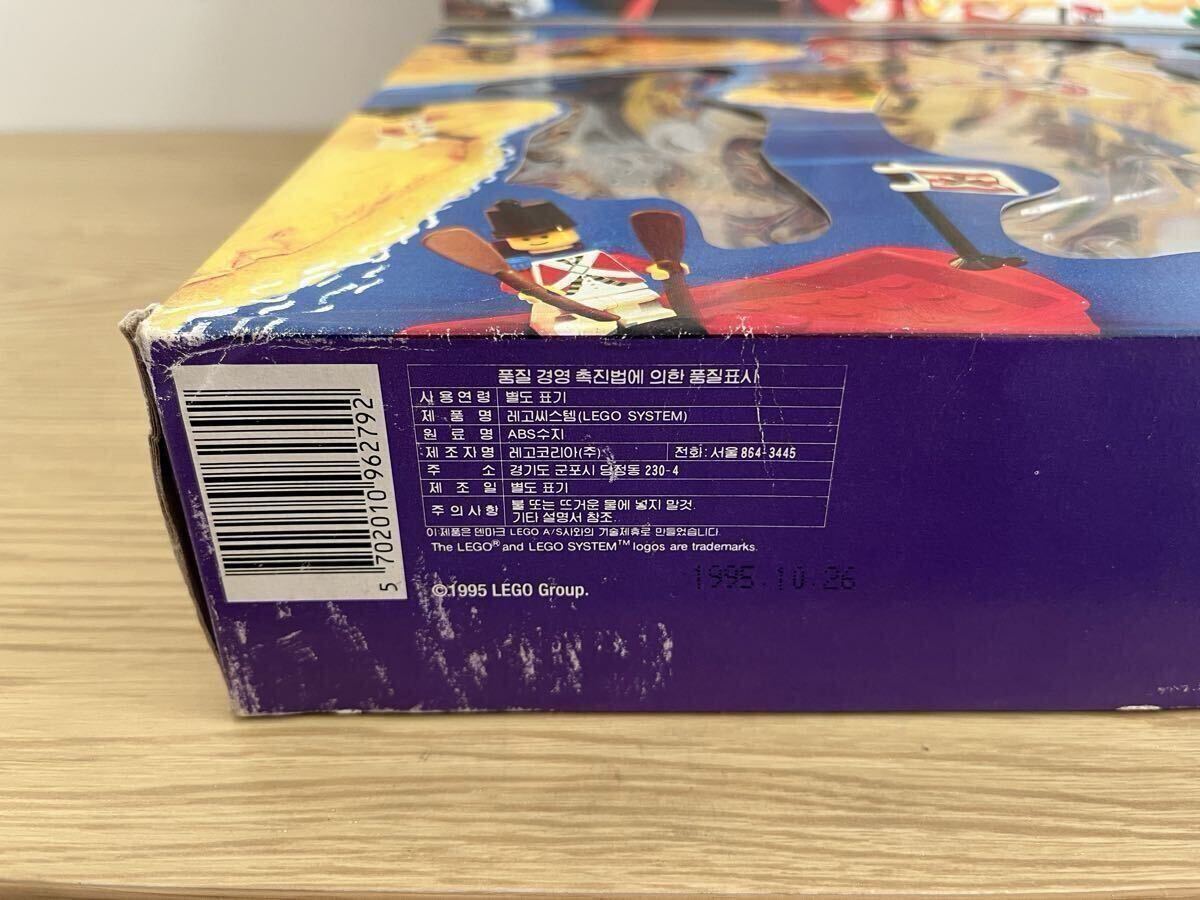 풍질 경영 촉진법에 의한 품질표시
사용연령 별도 표기
제품명 레고씨스템(LEGO SYSTEM)
원료명 ABS수지
제조자명 레고코리아(주) 전화: 서울 864-3445
주소 경기도 군포시 당정동 230-4
제조일 별도 표기
주의사항 불 또는 뜨거운 물에 넣지 말것.
기타 설명서 참조.
이 제품은 덴마크 LEGO A/S사와의 기술제휴로 만들었습니다.
The LEGO® and LEGO SYSTEM™ logos are trademarks.
©1995 LEGO Group.
1995.10.26
5 702010 962792